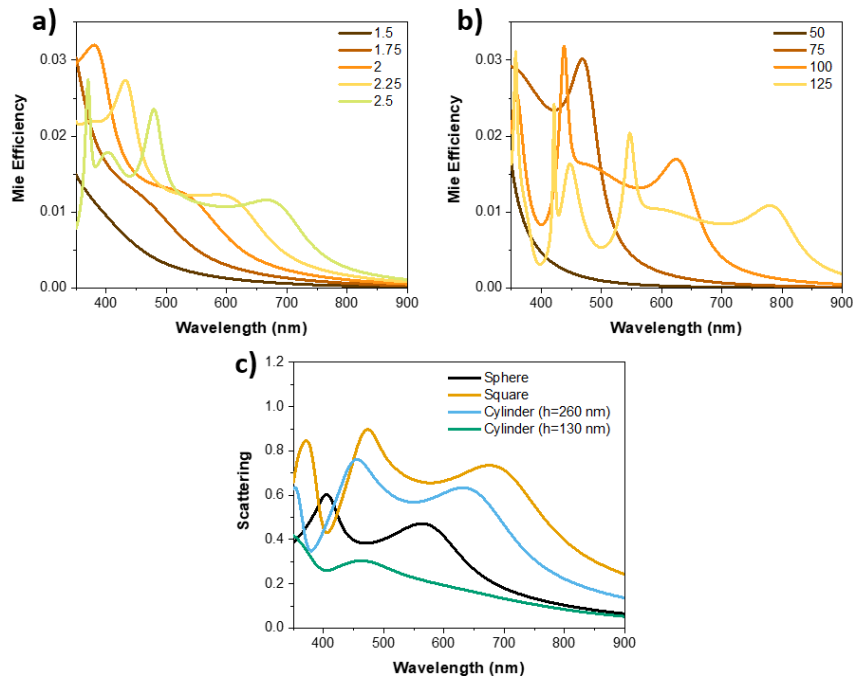 a)
1.5
1.75
2
2.25
2.5
0.03
0.02
0.01
0.00
Mie Efficiency
400 500 600 700 800 900
Wavelength (nm)
b)
50
75
100
125
0.03
0.02
0.01
0.00
Mie Efficiency
400 500 600 700 800 900
Wavelength (nm)
c)
Sphere
Square
Cylinder (h=260 nm)
Cylinder (h=130 nm)
1.2
1.0
0.8
0.6
0.4
0.2
0.0
Scattering
400 500 600 700 800 900
Wavelength (nm)